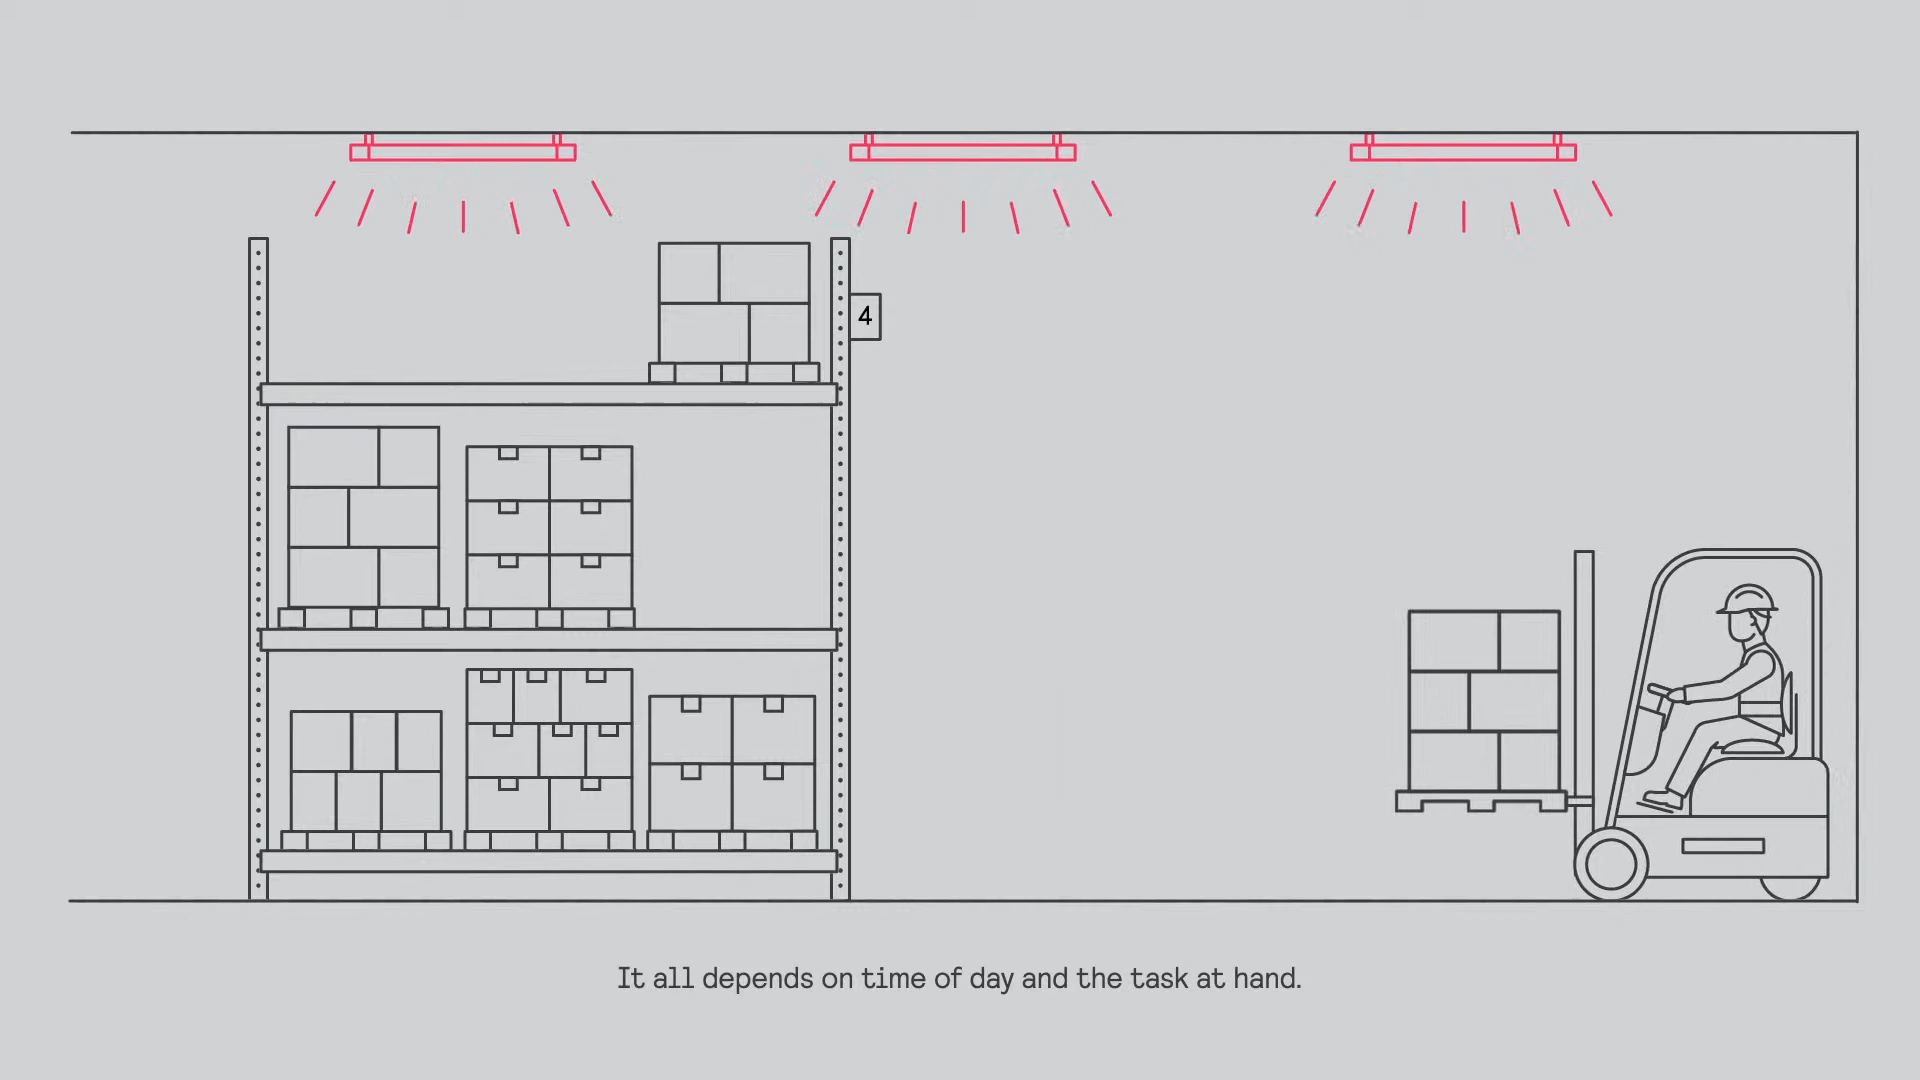 4
It all depends on time of day and the task at hand.